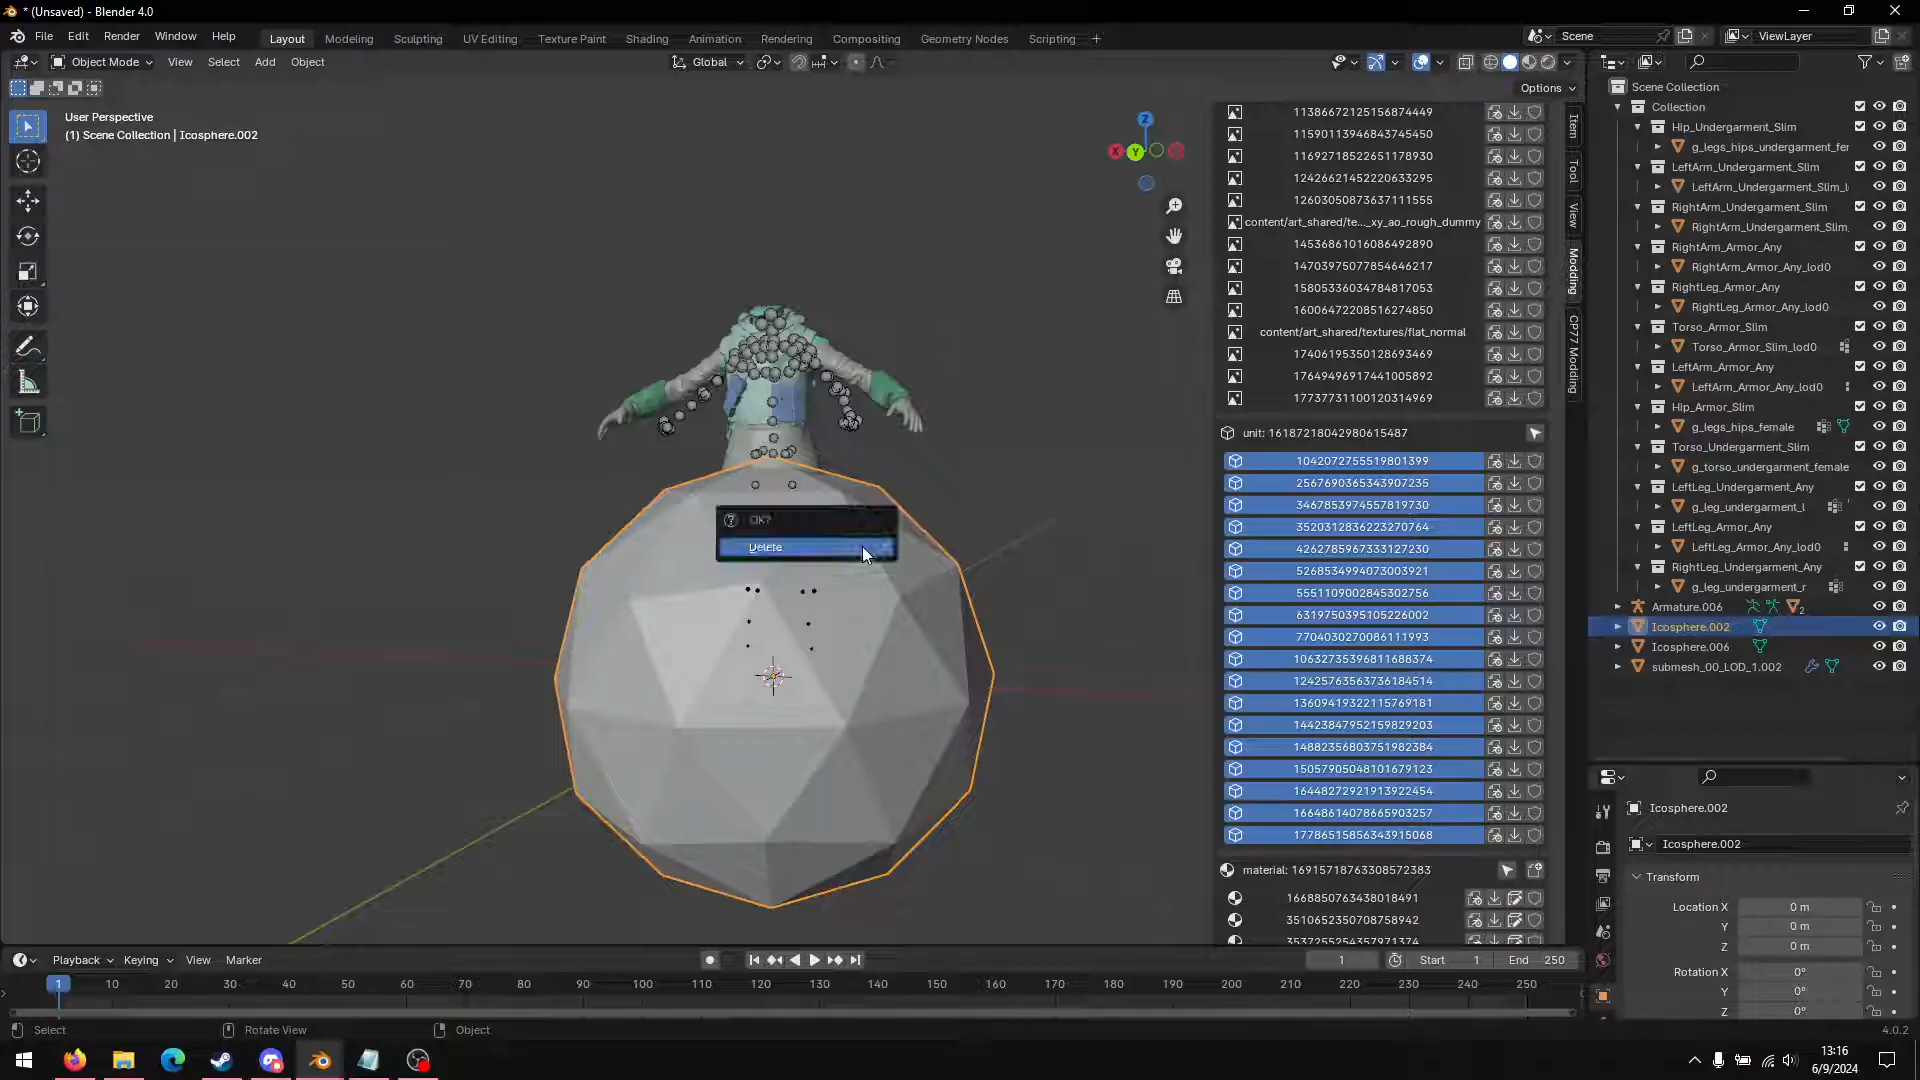 * (Unsaved) - Blender 4.0
File Edit Render Window Help
Layout Modeling Sculpting UV Editing Texture Paint Shading Animation Rendering Compositing Geometry Nodes Scripting +
Scene
ViewLayer
Object Mode View Select Add Object
Global
Options
User Perspective
(1) Scene Collection | Icosphere.002
Z
X
Y
Item
Tool
View
Modding
CP77 Modding
11386672125156874449
11590113946843745450
11692718522651178930
12426621452220633295
12603050873637111555
content/art_shared/te..._xy_ao_rough_dummy
14536861016086492890
14703975077854646217
15805336034784817053
16006472208516274850
content/art_shared/textures/flat_normal
17406195350128693469
17649496917441005892
17737731100120314969
unit: 16187218042980615487
1042072755519801399
2567690365343907235
3467853974557819730
3520312836223270764
4262785967333127230
5268534994073003921
5551109002845302756
6319750395105226002
7704030270086111993
10632735396811688374
12425763563736184514
13609419322115769181
14423847952159829203
14882356803751982384
15057905048101679123
16448272921913922454
16648614078665903257
17786515856343915068
material: 16915718763308572383
1668850763438018491
3510652350708758942
3537255254357971374
OK?
Delete
Scene Collection
Collection
Hip_Undergarment_Slim
g_legs_hips_undergarment_fer
LeftArm_Undergarment_Slim
LeftArm_Undergarment_Slim_l
RightArm_Undergarment_Slim
RightArm_Undergarment_Slim_
RightArm_Armor_Any
RightArm_Armor_Any_lod0
RightLeg_Armor_Any
RightLeg_Armor_Any_lod0
Torso_Armor_Slim
Torso_Armor_Slim_lod0
LeftArm_Armor_Any
LeftArm_Armor_Any_lod0
Hip_Armor_Slim
g_legs_hips_female
Torso_Undergarment_Slim
g_torso_undergarment_female
LeftLeg_Undergarment_Any
g_leg_undergarment_l
LeftLeg_Armor_Any
LeftLeg_Armor_Any_lod0
RightLeg_Undergarment_Any
g_leg_undergarment_r
Armature.006 2
Icosphere.002
Icosphere.006
submesh_00_LOD_1.002
Icosphere.002
Icosphere.002
Transform
Location X 0 m
Y 0 m
Z 0 m
Rotation X 0°
Y 0°
Z 0°
Playback Keying View Marker
1 Start 1 End 250
1 10 20 30 40 50 60 70 80 90 100 110 120 130 140 150 160 170 180 190 200 210 220 230 240 250
Select Rotate View Object
4.0.2
13:16
6/9/2024